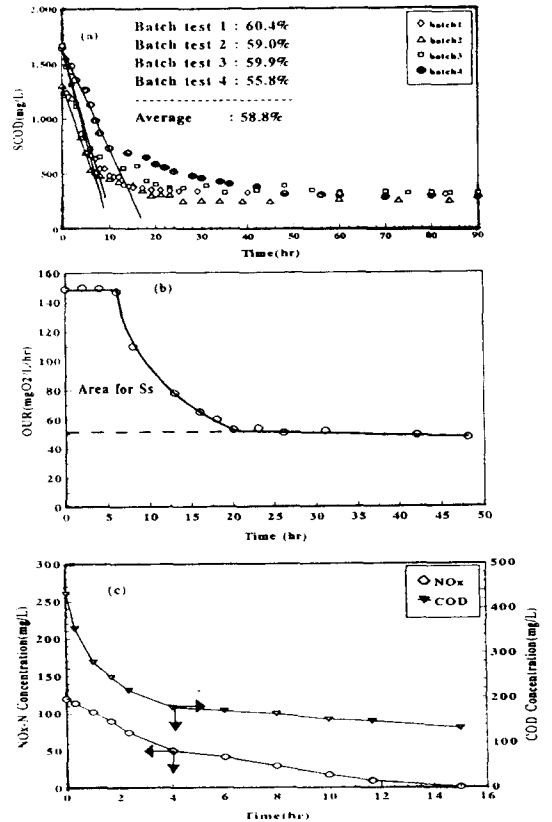 (a)
Batch test 1 : 60.4%
Batch test 2 : 59.0%
Batch test 3 : 59.9%
Batch test 4 : 55.8%
Average : 58.8%
batch1
batch2
batch3
batch4
SCOD(mg/L)
2,000
1,500
1,000
500
0
0 10 20 30 40 50 60 70 80 90
Time(hr)
(b)
OUR(mgO2/L/hr)
160
140
120
100
80
60
40
20
0
Area for Ss
0 5 10 15 20 25 30 35 40 45 50
Time (hr)
(c)
NOx
COD
NOx-N Concentration(mg/L)
300
250
200
150
100
50
0
COD Concentration(mg/L)
500
400
300
200
100
0
0 2 4 6 8 10 12 14 16
Time(hr)